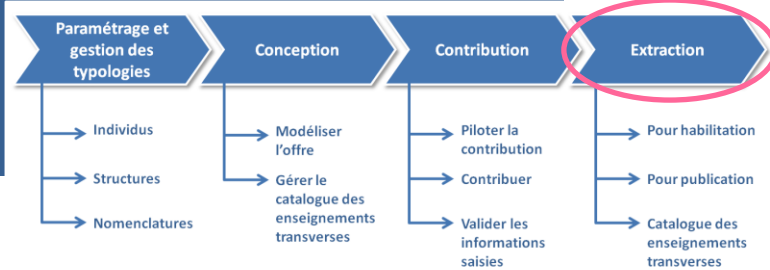 Paramétrage et
gestion des
typologies
Conception
Contribution
Extraction
Individus
Structures
Nomenclatures
Modéliser
l'offre
Gérer le
catalogue des
enseignements
transverses
Piloter la
contribution
Contribuer
Valider les
informations
saisies
Pour habilitation
Pour publication
Catalogue des
enseignements
transverses